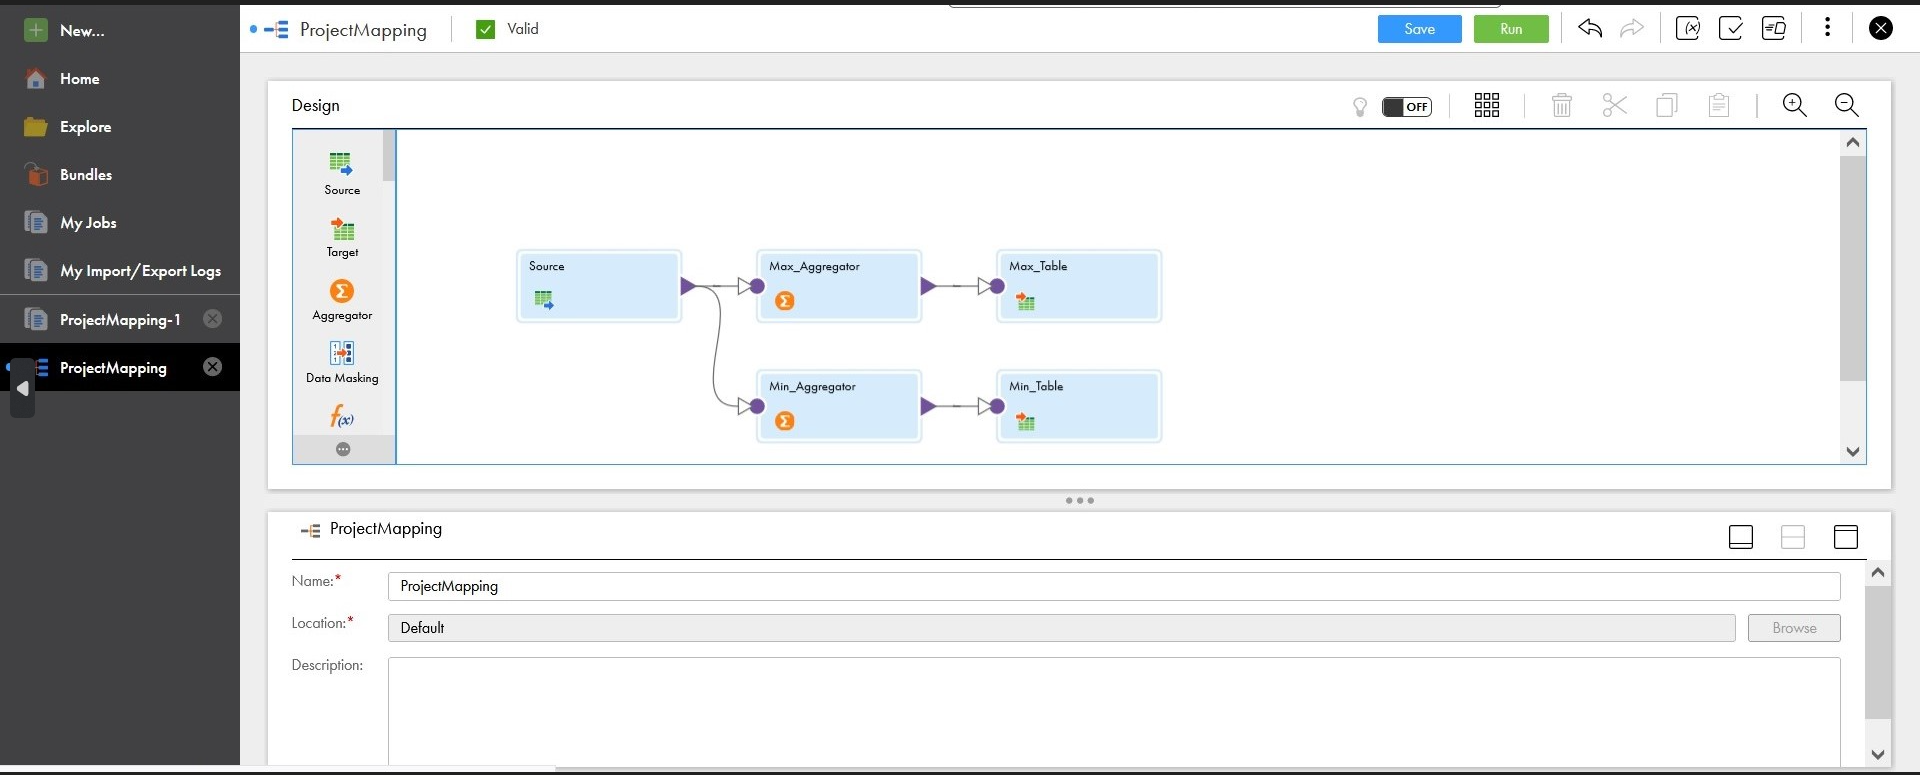 New...
Home
Explore
Bundles
My Jobs
My Import/Export Logs
ProjectMapping-1
ProjectMapping
ProjectMapping
Valid
Save
Run
Design
OFF
Source
Target
Aggregator
Data Masking
f(x)
Source
Max_Aggregator
Max_Table
Min_Aggregator
Min_Table
ProjectMapping
Name:*
ProjectMapping
Location:*
Default
Browse
Description: